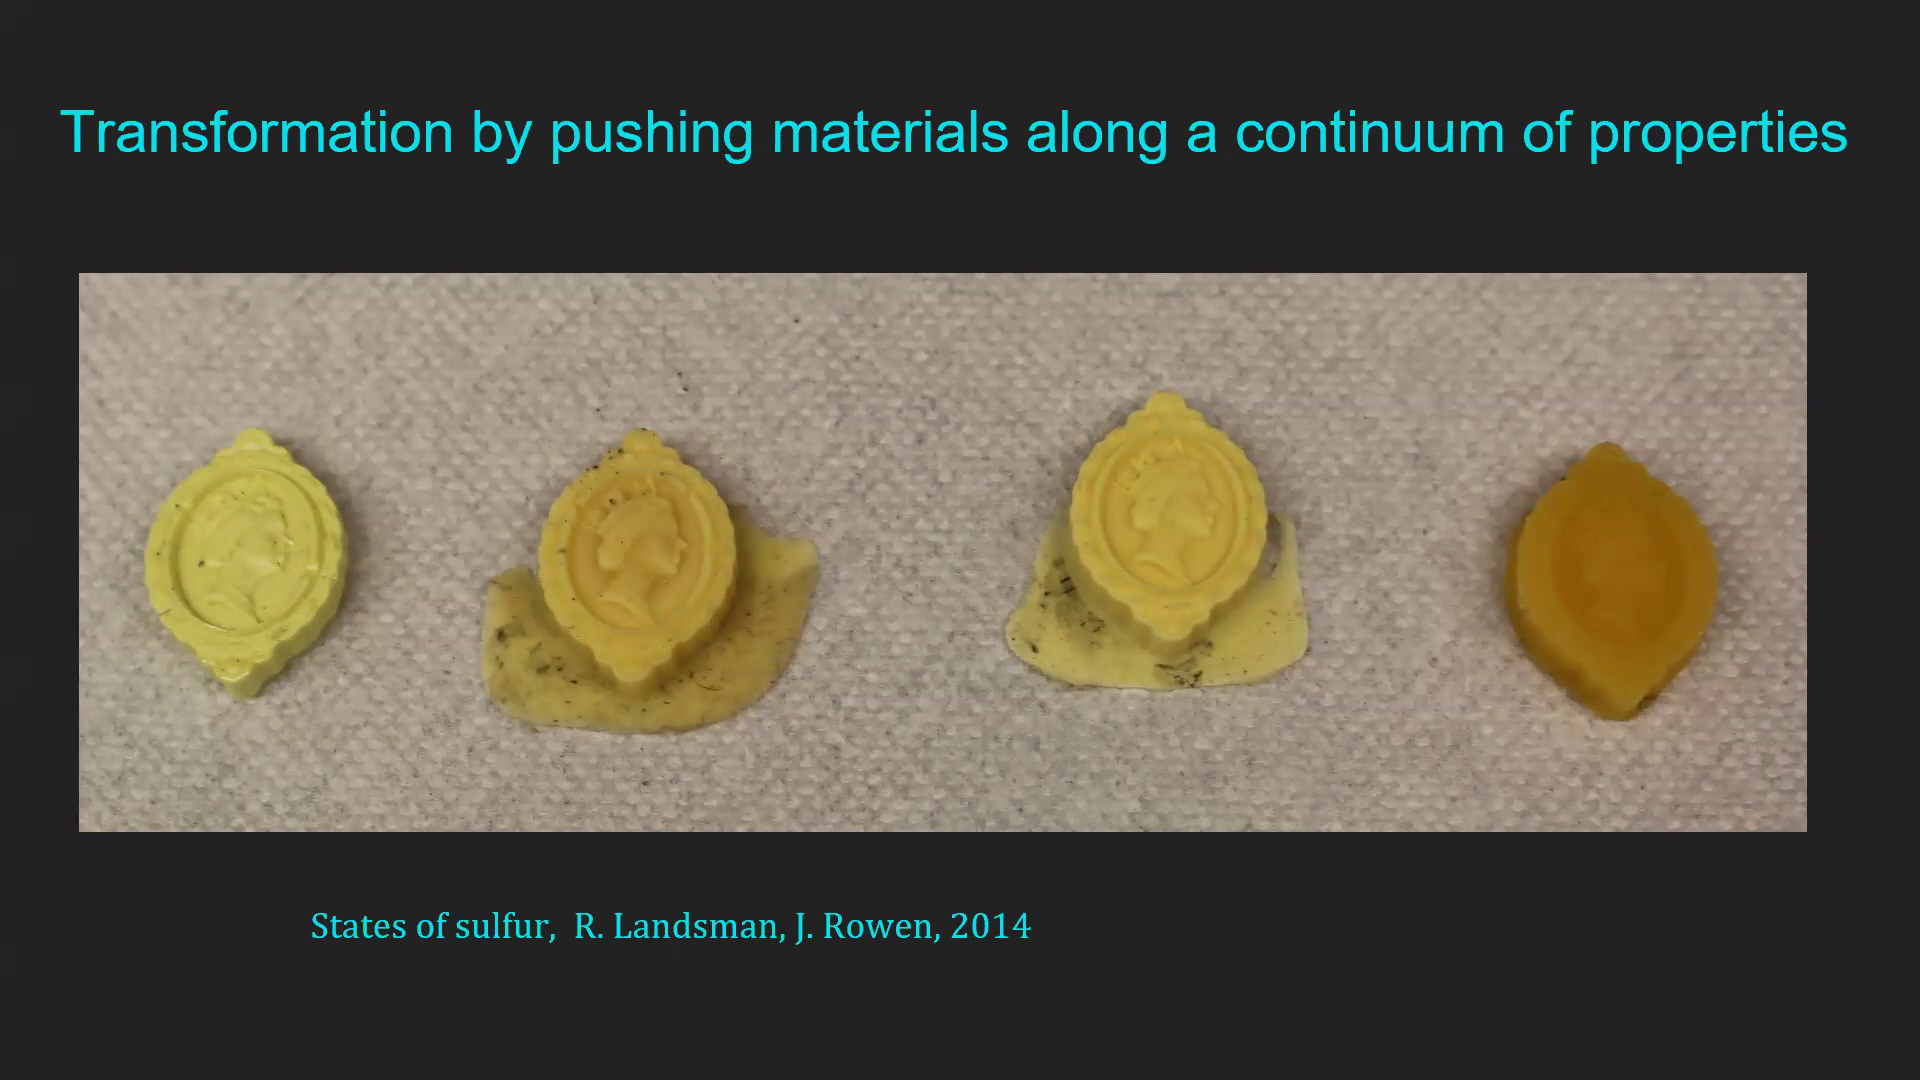 Transformation by pushing materials along a continuum of properties
States of sulfur, R. Landsman, J. Rowen, 2014